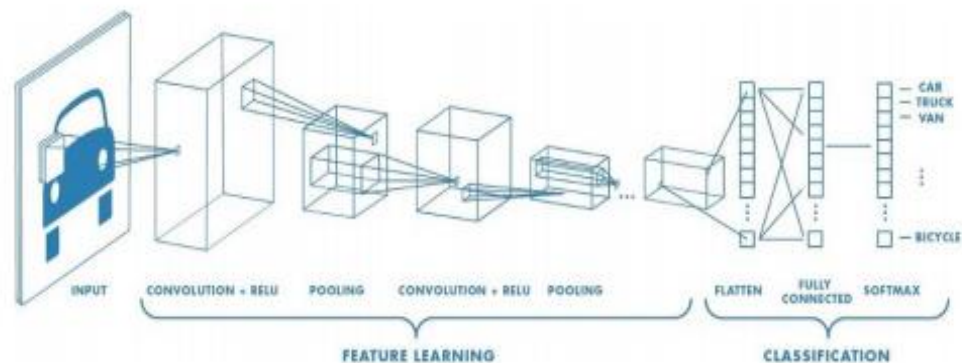 CAR
TRUCK
VAN
BICYCLE
INPUT
CONVOLUTION + RELU
POOLING
CONVOLUTION + RELU
POOLING
...
FLATTEN
FULLY
CONNECTED
SOFTMAX
FEATURE LEARNING
CLASSIFICATION